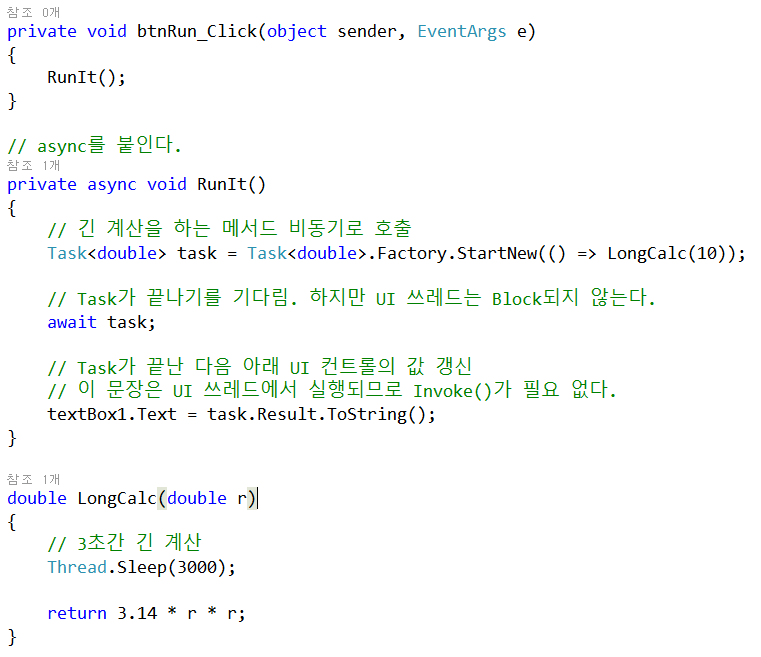 참조 0개
private void btnRun_Click(object sender, EventArgs e)
{
    RunIt();
}

// async를 붙인다.
참조 1개
private async void RunIt()
{
    // 긴 계산을 하는 메서드 비동기로 호출
    Task<double> task = Task<double>.Factory.StartNew(() => LongCalc(10));

    // Task가 끝나기를 기다림. 하지만 UI 쓰레드는 Block되지 않는다.
    await task;

    // Task가 끝난 다음 아래 UI 컨트롤의 값 갱신
    // 이 문장은 UI 쓰레드에서 실행되므로 Invoke()가 필요 없다.
    textBox1.Text = task.Result.ToString();
}

참조 1개
double LongCalc(double r)
{
    // 3초간 긴 계산
    Thread.Sleep(3000);

    return 3.14 * r * r;
}